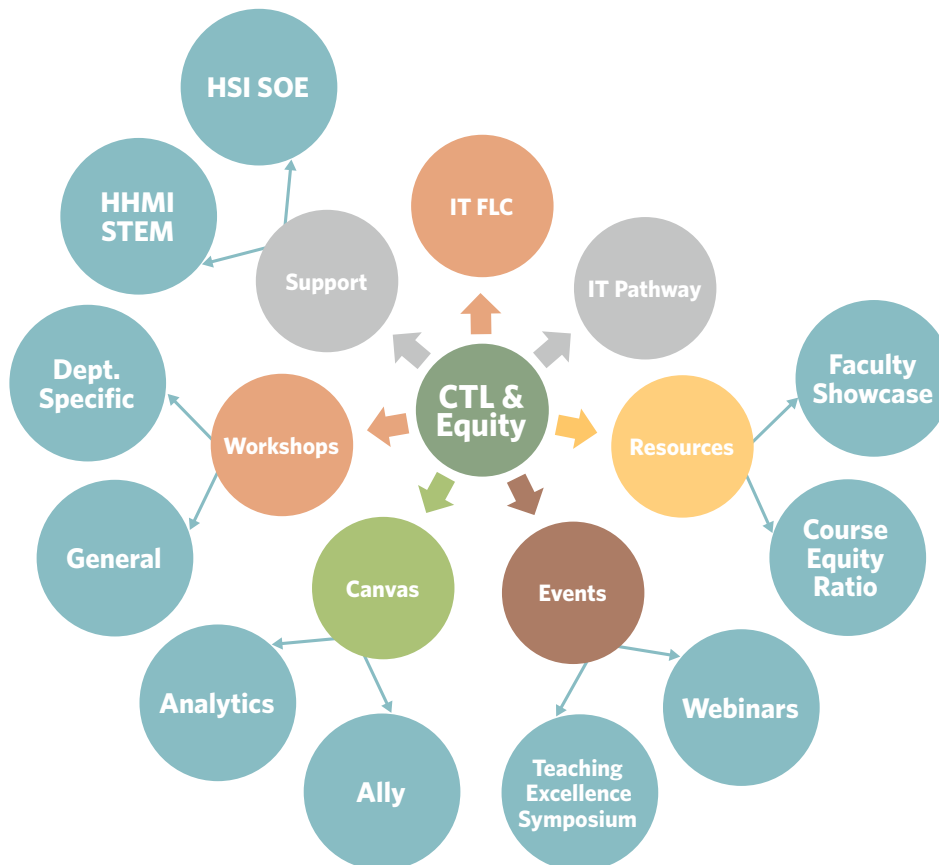 HSI SOE
HHMI
STEM
IT FLC
Support
IT Pathway
Dept.
Specific
CTL &
Equity
Faculty
Showcase
Workshops
Resources
General
Course
Equity
Ratio
Canvas
Events
Analytics
Webinars
Ally
Teaching
Excellence
Symposium